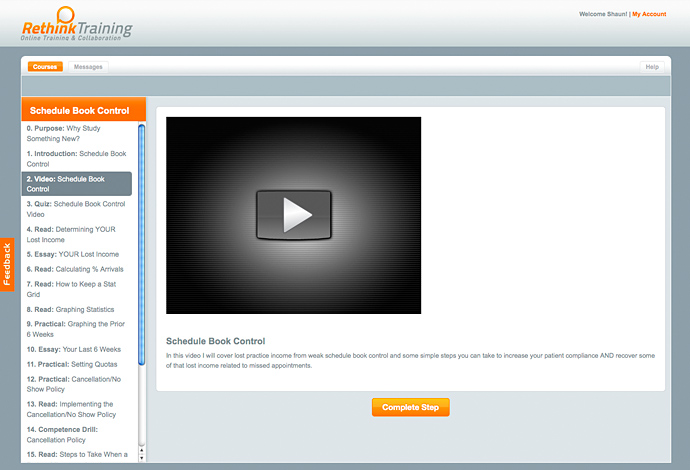 RethinkTraining
Online Training & Collaboration
Welcome Shaun! | My Account
Courses
Messages
Help
Schedule Book Control
0. Purpose: Why Study
Something New?
1. Introduction: Schedule Book
Control
2. Video: Schedule Book
Control
3. Quiz: Schedule Book Control
Video
4. Read: Determining YOUR
Lost Income
5. Essay: YOUR Lost Income
6. Read: Calculating % Arrivals
7. Read: How to Keep a Stat
Grid
8. Read: Graphing Statistics
9. Practical: Graphing the Prior
6 Weeks
10. Essay: Your Last 6 Weeks
11. Practical: Setting Quotas
12. Practical: Cancellation/No
Show Policy
13. Read: Implementing the
Cancellation/No Show Policy
14. Competence Drill:
Cancellation Policy
15. Read: Steps to Take When a
Feedback
Schedule Book Control
In this video I will cover lost practice income from weak schedule book control and some simple steps you can take to increase your patient compliance AND recover some
of that lost income related to missed appointments.
Complete Step